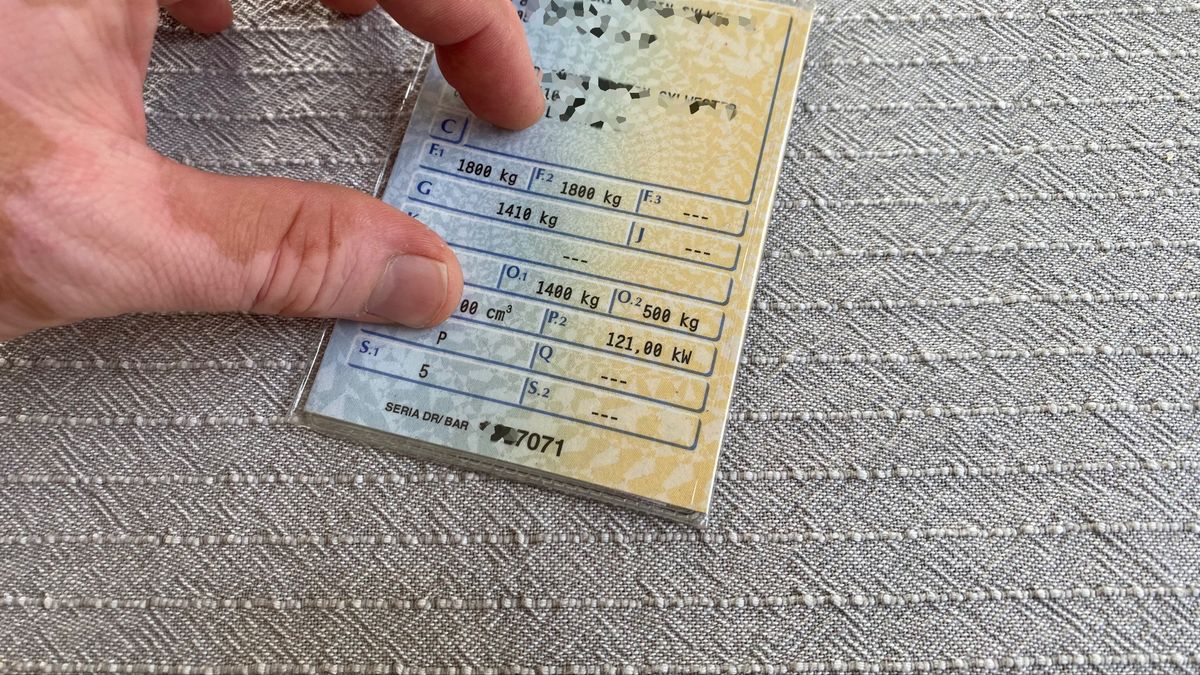 C
F.1 1800 kg F.2 1800 kg F.3 ---
G 1410 kg J ---
---
O.1 1400 kg O.2 500 kg
00 cm³ P.2 121,00 kW
P Q ---
S.1 5 S.2 ---
SERIA DR/BAR 7071